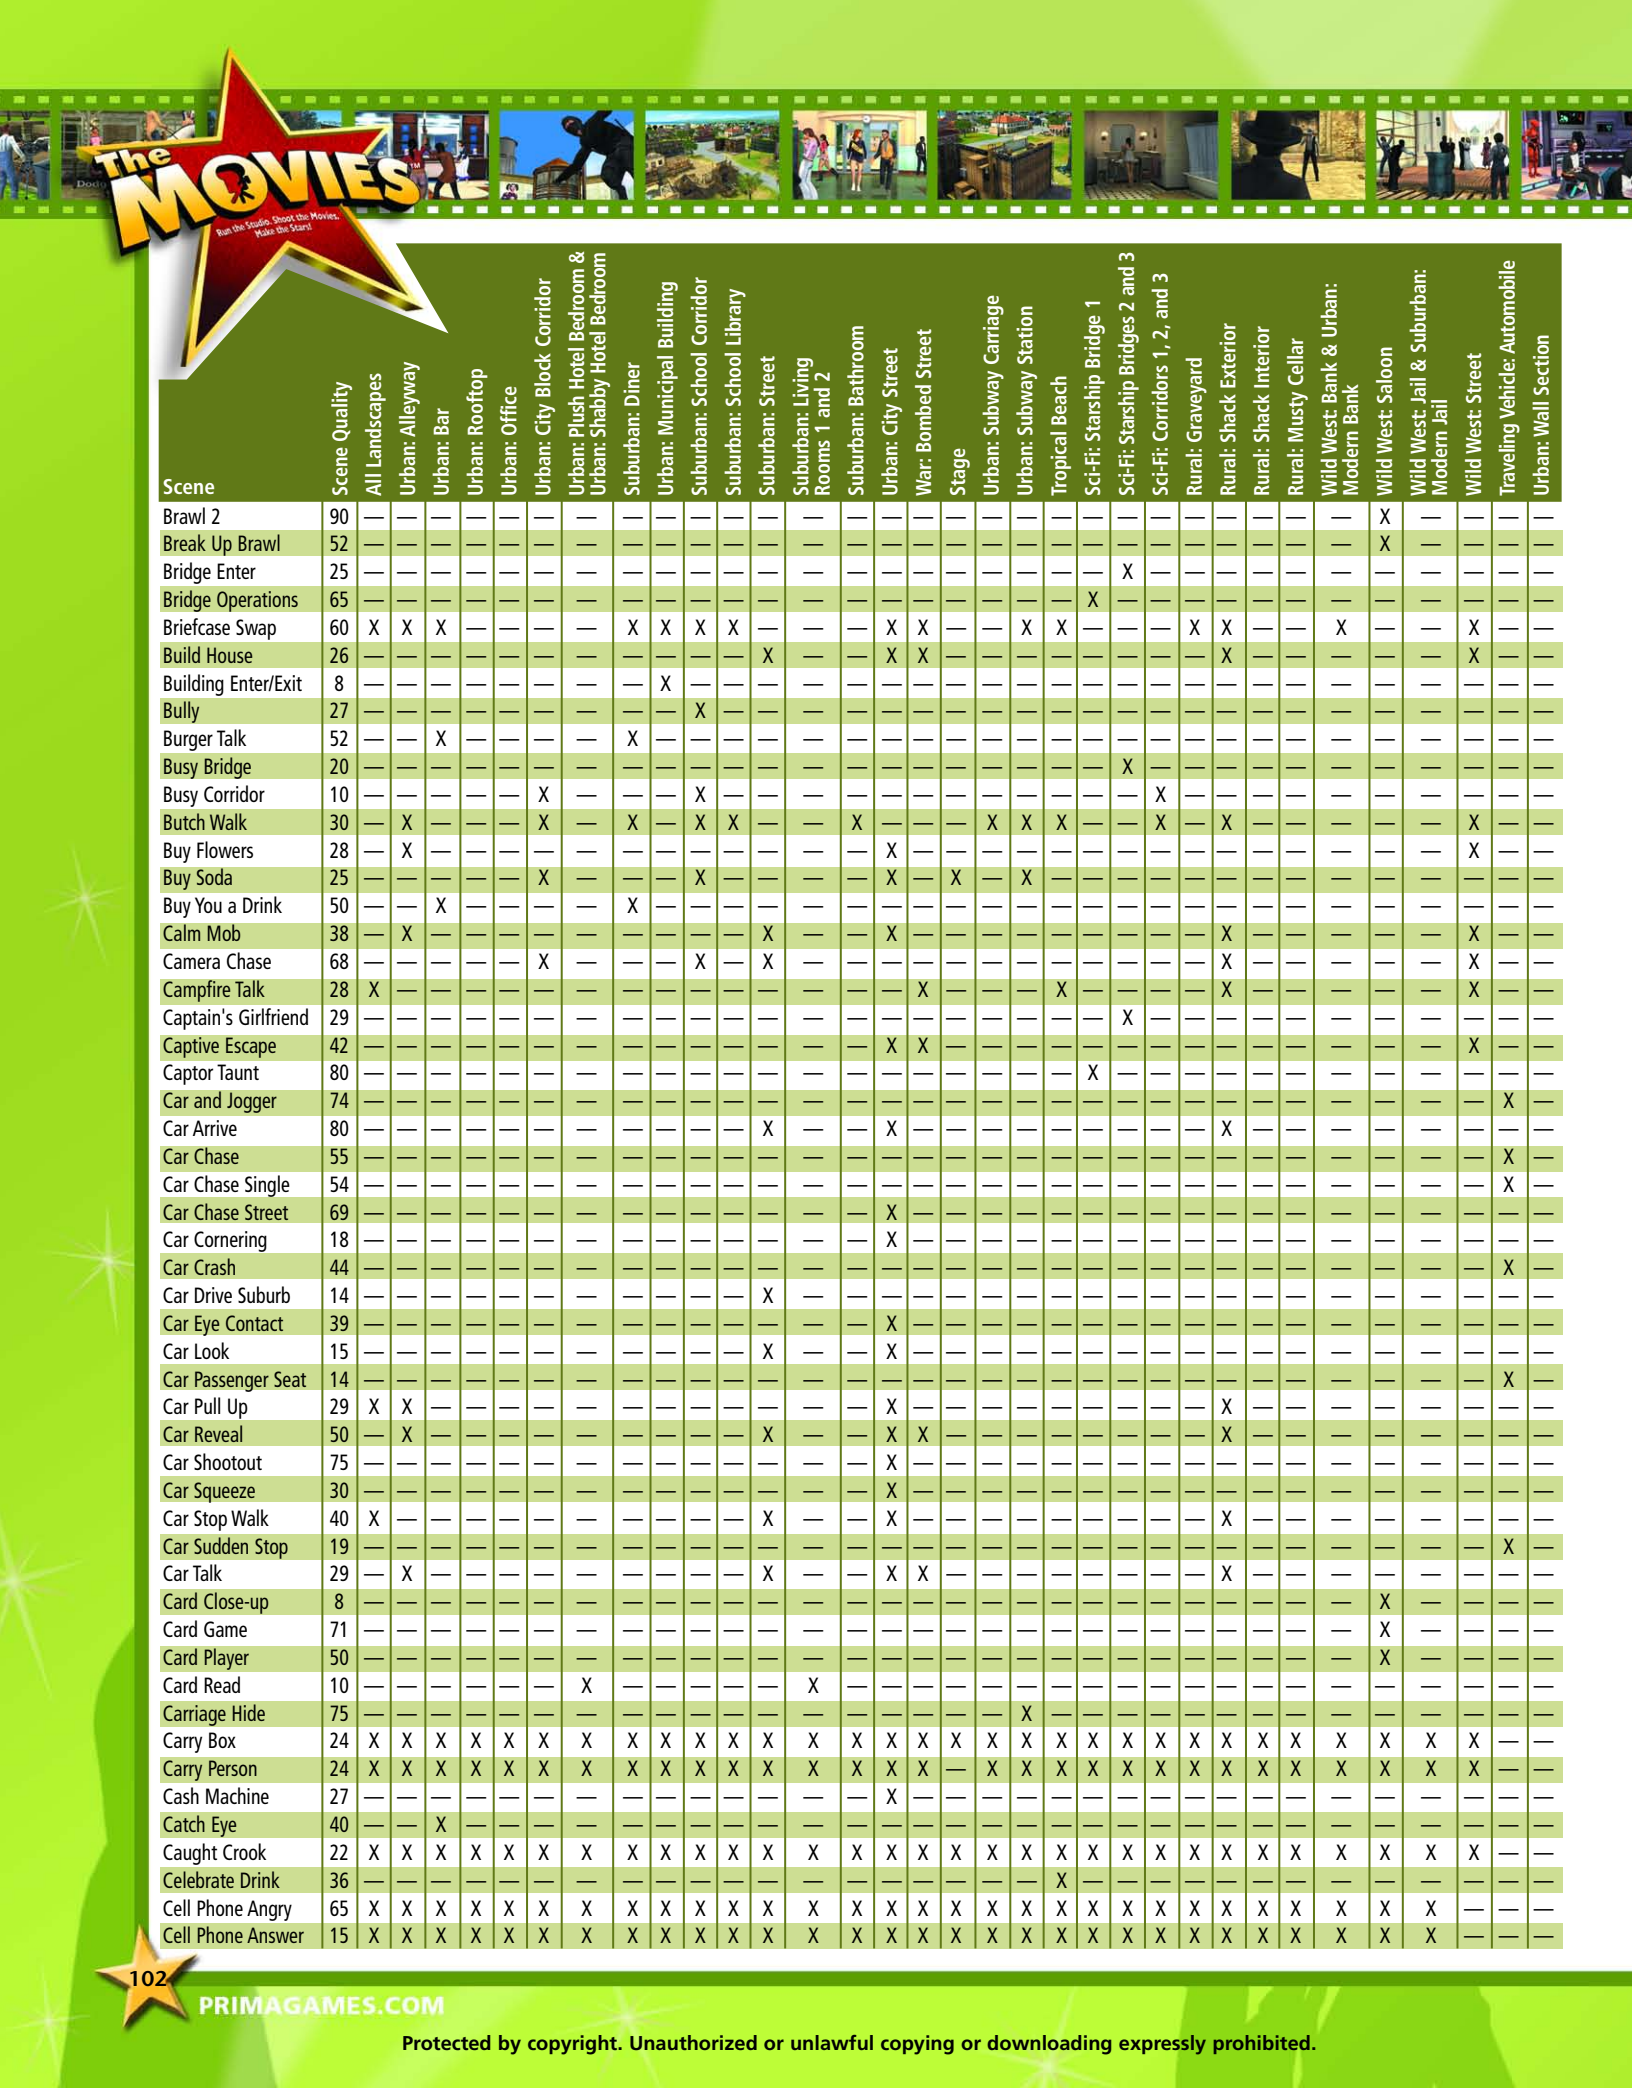 The
MOVIES™
Run the Studio. Shoot the Movies.
Make the Stars!
Scene
Scene Quality
All Landscapes
Urban: Alleyway
Urban: Bar
Urban: Rooftop
Urban: Office
Urban: City Block Corridor
Urban: Plush Hotel Bedroom &
Urban: Shabby Hotel Bedroom
Suburban: Diner
Urban: Municipal Building
Suburban: School Corridor
Suburban: School Library
Suburban: Street
Suburban: Living
Rooms 1 and 2
Suburban: Bathroom
Urban: City Street
War: Bombed Street
Stage
Urban: Subway Carriage
Urban: Subway Station
Tropical Beach
Sci-Fi: Starship Bridge 1
Sci-Fi: Starship Bridges 2 and 3
Sci-Fi: Corridors 1, 2, and 3
Rural: Graveyard
Rural: Shack Exterior
Rural: Shack Interior
Rural: Musty Cellar
Wild West: Bank & Urban:
Modern Bank
Wild West: Saloon
Wild West: Jail & Suburban:
Modern Jail
Wild West: Street
Traveling Vehicle: Automobile
Urban: Wall Section
Brawl 2 90 — — — — — — — — — — — — — — — — — — — — — — — — — — — — X — — — —
Break Up Brawl 52 — — — — — — — — — — — — — — — — — — — — — — — — — — — — X — — — —
Bridge Enter 25 — — — — — — — — — — — — — — — — — — — — — X — — — — — — — — — — —
Bridge Operations 65 — — — — — — — — — — — — — — — — — — — — X — — — — — — — — — — — —
Briefcase Swap 60 X X X — — — — X X X X — — — X X — — X X — — — X X — — X — — X — —
Build House 26 — — — — — — — — — — — X — — X X — — — — — — — — X — — — — — X — —
Building Enter/Exit 8 — — — — — — — — X — — — — — — — — — — — — — — — — — — — — — — — —
Bully 27 — — — — — — — — — X — — — — — — — — — — — — — — — — — — — — — — —
Burger Talk 52 — — X — — — — X — — — — — — — — — — — — — — — — — — — — — — — — —
Busy Bridge 20 — — — — — — — — — — — — — — — — — — — — — X — — — — — — — — — — —
Busy Corridor 10 — — — — — X — — — X — — — — — — — — — — — — X — — — — — — — — — —
Butch Walk 30 — X — — — X — X — X X — — X — — — X X X — — X — X — — — — — X — —
Buy Flowers 28 — X — — — — — — — — — — — — X — — — — — — — — — — — — — — — X — —
Buy Soda 25 — — — — — X — — — X — — — — X — X — X — — — — — — — — — — — — — —
Buy You a Drink 50 — — X — — — — X — — — — — — — — — — — — — — — — — — — — — — — — —
Calm Mob 38 — X — — — — — — — — — X — — X — — — — — — — — — X — — — — — X — —
Camera Chase 68 — — — — — X — — — X — X — — — — — — — — — — — — X — — — — — X — —
Campfire Talk 28 X — — — — — — — — — — — — — — X — — — X — — — — X — — — — — X — —
Captain's Girlfriend 29 — — — — — — — — — — — — — — — — — — — — — X — — — — — — — — — — —
Captive Escape 42 — — — — — — — — — — — — — — X X — — — — — — — — — — — — — — X — —
Captor Taunt 80 — — — — — — — — — — — — — — — — — — — — X — — — — — — — — — — — —
Car and Jogger 74 — — — — — — — — — — — — — — — — — — — — — — — — — — — — — — — X —
Car Arrive 80 — — — — — — — — — — — X — — X — — — — — — — — — X — — — — — — — —
Car Chase 55 — — — — — — — — — — — — — — — — — — — — — — — — — — — — — — — X —
Car Chase Single 54 — — — — — — — — — — — — — — — — — — — — — — — — — — — — — — — X —
Car Chase Street 69 — — — — — — — — — — — — — — X — — — — — — — — — — — — — — — — — —
Car Cornering 18 — — — — — — — — — — — — — — X — — — — — — — — — — — — — — — — — —
Car Crash 44 — — — — — — — — — — — — — — — — — — — — — — — — — — — — — — — X —
Car Drive Suburb 14 — — — — — — — — — — — X — — — — — — — — — — — — — — — — — — — — —
Car Eye Contact 39 — — — — — — — — — — — — — — X — — — — — — — — — — — — — — — — — —
Car Look 15 — — — — — — — — — — — X — — X — — — — — — — — — — — — — — — — — —
Car Passenger Seat 14 — — — — — — — — — — — — — — — — — — — — — — — — — — — — — — — X —
Car Pull Up 29 X X — — — — — — — — — — — — X — — — — — — — — — X — — — — — — — —
Car Reveal 50 — X — — — — — — — — — X — — X X — — — — — — — — X — — — — — — — —
Car Shootout 75 — — — — — — — — — — — — — — X — — — — — — — — — — — — — — — — — —
Car Squeeze 30 — — — — — — — — — — — — — — X — — — — — — — — — — — — — — — — — —
Car Stop Walk 40 X — — — — — — — — — — X — — X — — — — — — — — — X — — — — — — — —
Car Sudden Stop 19 — — — — — — — — — — — — — — — — — — — — — — — — — — — — — — — X —
Car Talk 29 — X — — — — — — — — — X — — X X — — — — — — — — X — — — — — — — —
Card Close-up 8 — — — — — — — — — — — — — — — — — — — — — — — — — — — — X — — — —
Card Game 71 — — — — — — — — — — — — — — — — — — — — — — — — — — — — X — — — —
Card Player 50 — — — — — — — — — — — — — — — — — — — — — — — — — — — — X — — — —
Card Read 10 — — — — — — X — — — — — X — — — — — — — — — — — — — — — — — — — —
Carriage Hide 75 — — — — — — — — — — — — — — — — — — X — — — — — — — — — — — — — —
Carry Box 24 X X X X X X X X X X X X X X X X X X X X X X X X X X X X X X X — —
Carry Person 24 X X X X X X X X X X X X X X X X — X X X X X X X X X X X X X X — —
Cash Machine 27 — — — — — — — — — — — — — — X — — — — — — — — — — — — — — — — — —
Catch Eye 40 — — X — — — — — — — — — — — — — — — — — — — — — — — — — — — — — —
Caught Crook 22 X X X X X X X X X X X X X X X X X X X X X X X X X X X X X X X — —
Celebrate Drink 36 — — — — — — — — — — — — — — — — — — — X — — — — — — — — — — — — —
Cell Phone Angry 65 X X X X X X X X X X X X X X X X X X X X X X X X X X X X X X — — —
Cell Phone Answer 15 X X X X X X X X X X X X X X X X X X X X X X X X X X X X X X — — —
102
PRIMAGAMES.COM
Protected by copyright. Unauthorized or unlawful copying or downloading expressly prohibited.